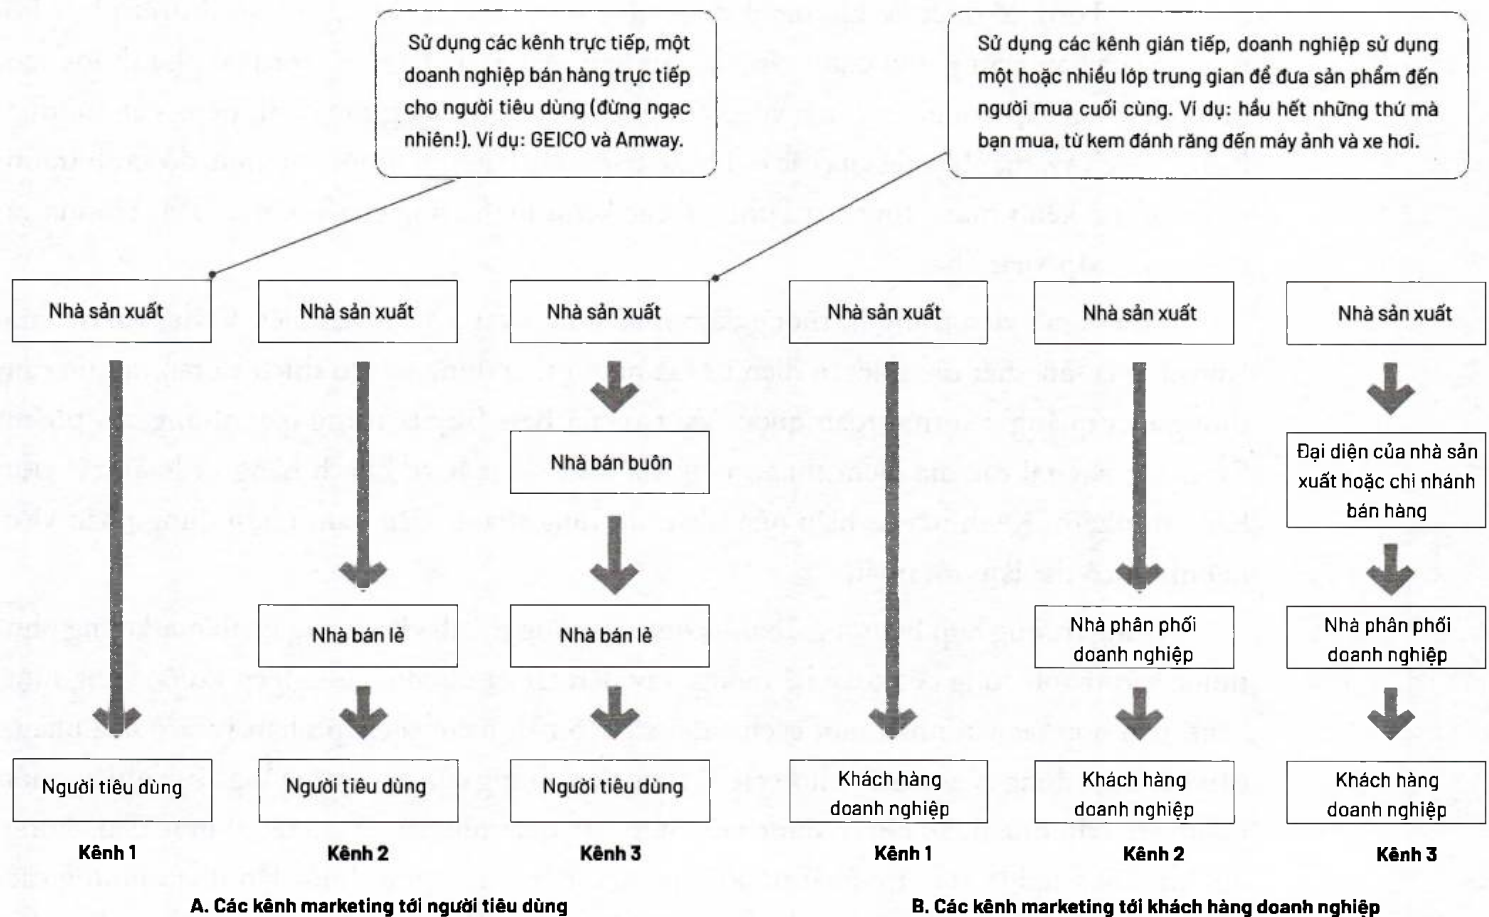 Sử dụng các kênh trực tiếp, một
doanh nghiệp bán hàng trực tiếp
cho người tiêu dùng (đừng ngạc
nhiên!). Ví dụ: GEICO và Amway.
Sử dụng các kênh gián tiếp, doanh nghiệp sử dụng
một hoặc nhiều lớp trung gian để đưa sản phẩm đến
người mua cuối cùng. Ví dụ: hầu hết những thứ mà
bạn mua, từ kem đánh răng đến máy ảnh và xe hơi.
Nhà sản xuất
Người tiêu dùng
Kênh 1
Nhà sản xuất
Nhà bán lẻ
Người tiêu dùng
Kênh 2
Nhà sản xuất
Nhà bán buôn
Nhà bán lẻ
Người tiêu dùng
Kênh 3
A. Các kênh marketing tới người tiêu dùng
Nhà sản xuất
Khách hàng
doanh nghiệp
Kênh 1
Nhà sản xuất
Nhà phân phối
doanh nghiệp
Khách hàng
doanh nghiệp
Kênh 2
Nhà sản xuất
Đại diện của nhà sản
xuất hoặc chi nhánh
bán hàng
Nhà phân phối
doanh nghiệp
Khách hàng
doanh nghiệp
Kênh 3
B. Các kênh marketing tới khách hàng doanh nghiệp